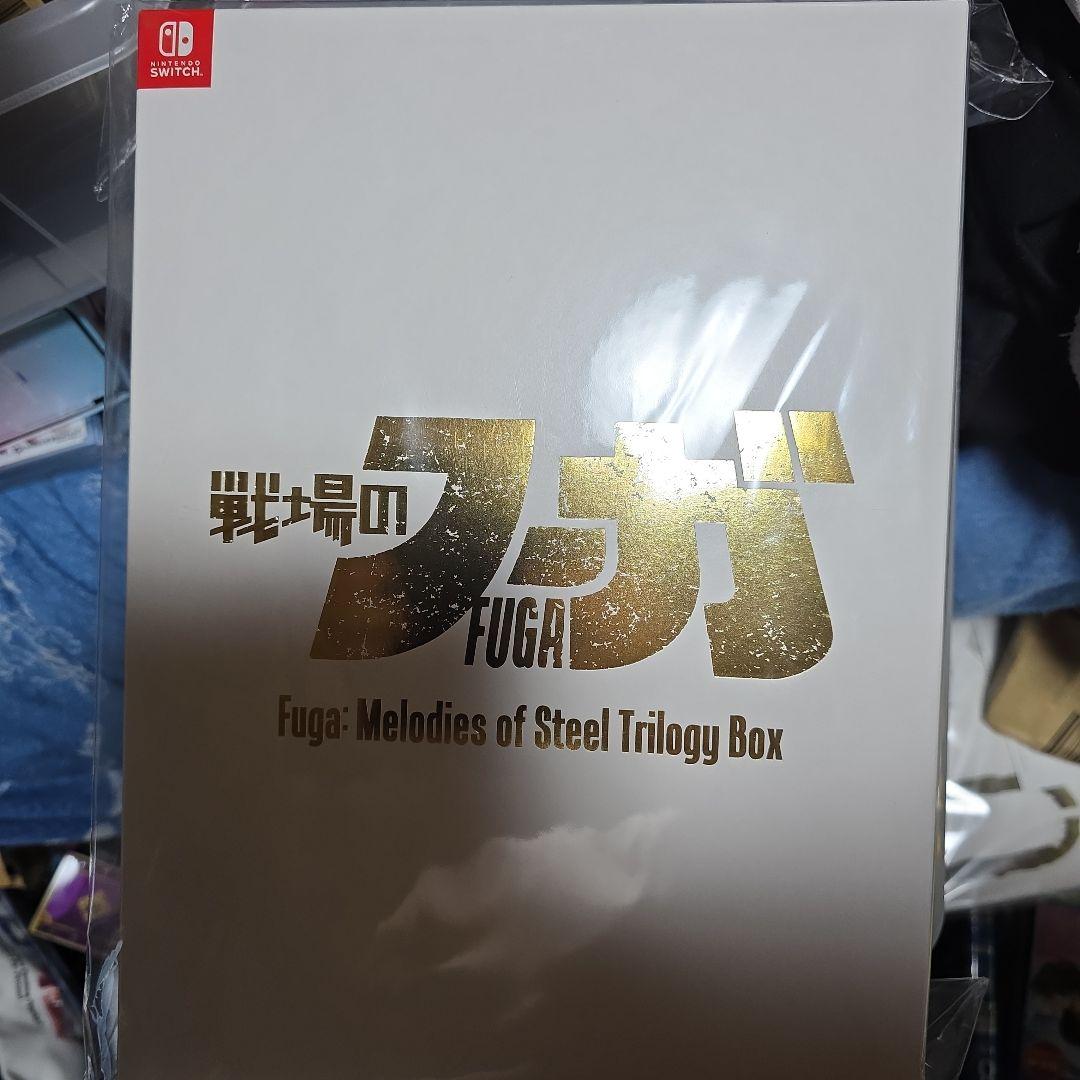 NINTENDO
SWITCH
戦場のフーガ
FUGA
Fuga: Melodies of Steel Trilogy Box